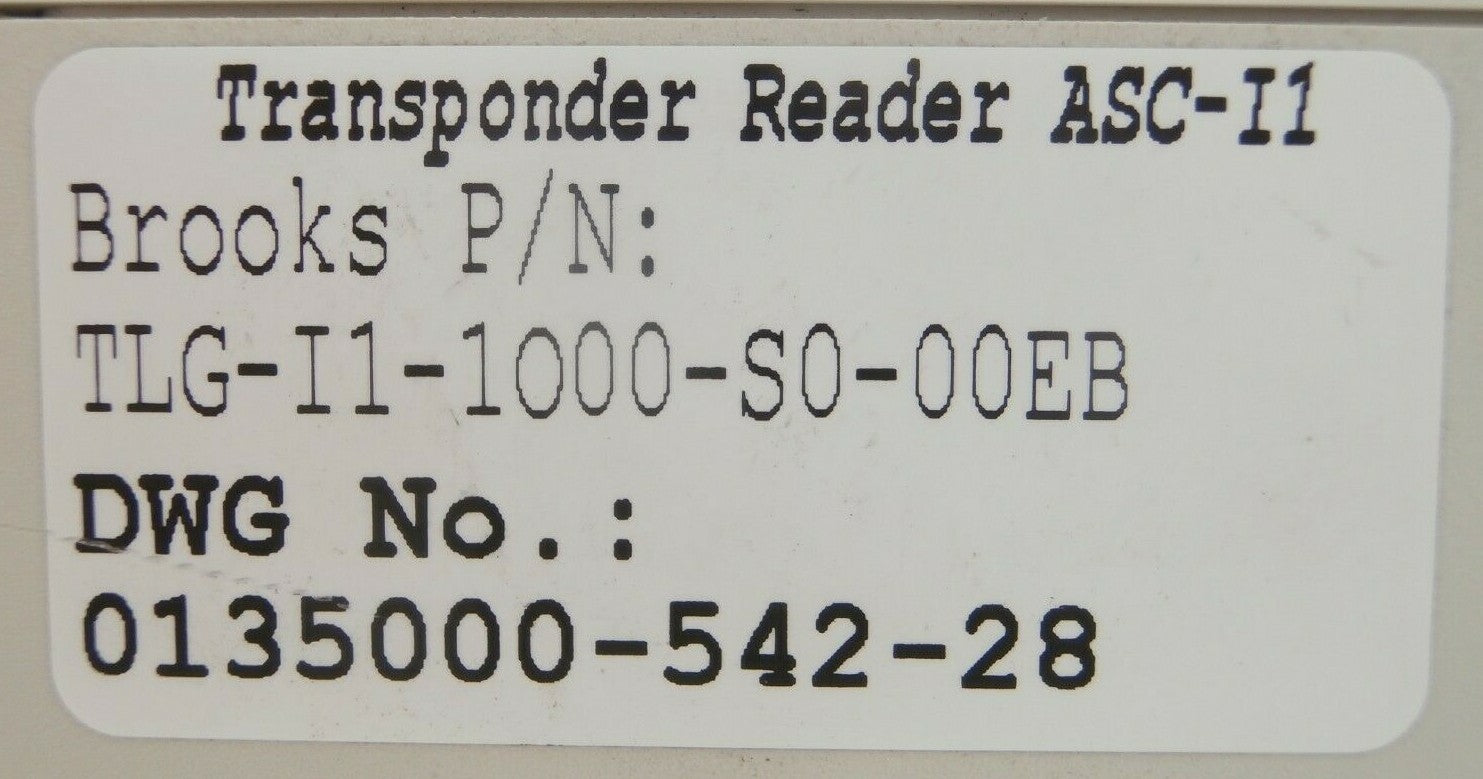 Transponder Reader ASC-I1
Brooks P/N:
TLG-I1-1000-S0-00EB
DWG No.:
0135000-542-28